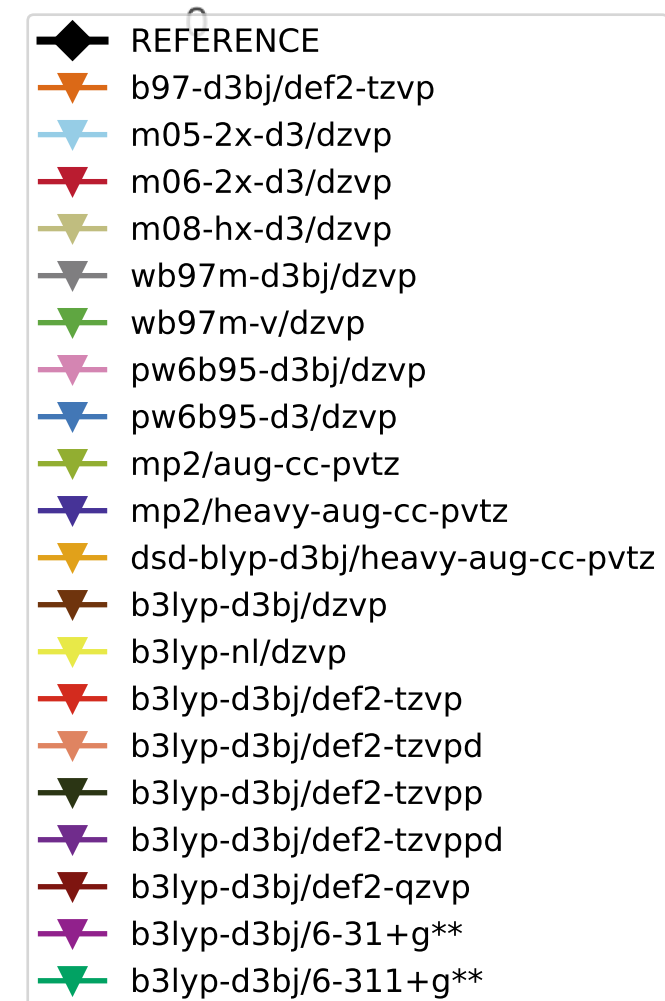 0
REFERENCE
b97-d3bj/def2-tzvp
m05-2x-d3/dzvp
m06-2x-d3/dzvp
m08-hx-d3/dzvp
wb97m-d3bj/dzvp
wb97m-v/dzvp
pw6b95-d3bj/dzvp
pw6b95-d3/dzvp
mp2/aug-cc-pvtz
mp2/heavy-aug-cc-pvtz
dsd-blyp-d3bj/heavy-aug-cc-pvtz
b3lyp-d3bj/dzvp
b3lyp-nl/dzvp
b3lyp-d3bj/def2-tzvp
b3lyp-d3bj/def2-tzvpd
b3lyp-d3bj/def2-tzvpp
b3lyp-d3bj/def2-tzvppd
b3lyp-d3bj/def2-qzvp
b3lyp-d3bj/6-31+g**
b3lyp-d3bj/6-311+g**